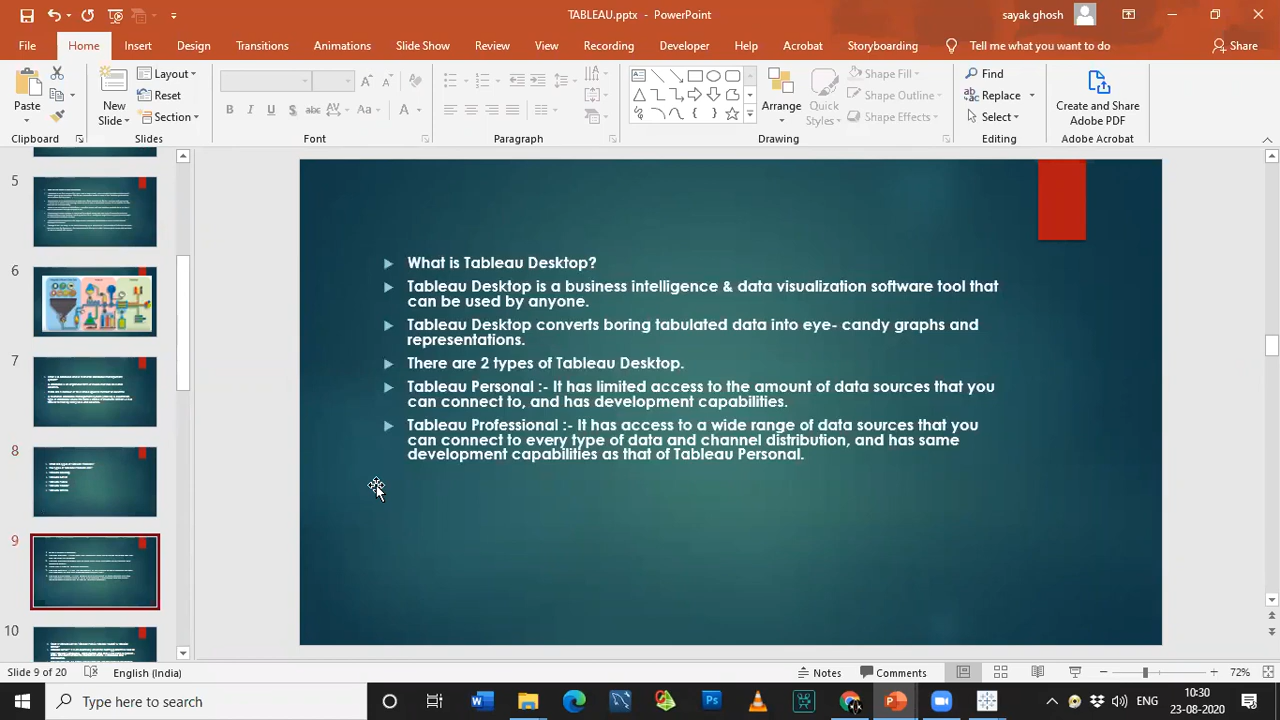 TABLEAU.pptx - PowerPoint
sayak ghosh
File Home Insert Design Transitions Animations Slide Show Review View Recording Developer Help Acrobat Storyboarding Tell me what you want to do Share
Paste
New
Slide
Layout
Reset
Section
B I U S abc AV Aa A
Arrange
Quick
Styles
Shape Fill
Shape Outline
Shape Effects
Find
Replace
Select
Create and Share
Adobe PDF
Clipboard Slides Font Paragraph Drawing Editing Adobe Acrobat
5
6
7
8
9
10
What is Tableau Desktop?
Tableau Desktop is a business intelligence & data visualization software tool that
can be used by anyone.
Tableau Desktop converts boring tabulated data into eye- candy graphs and
representations.
There are 2 types of Tableau Desktop.
Tableau Personal :- It has limited access to the mount of data sources that you
can connect to, and has development capabilities.
Tableau Professional :- It has access to a wide range of data sources that you
can connect to every type of data and channel distribution, and has same
development capabilities as that of Tableau Personal.
Slide 9 of 20 English (India) Notes Comments 72%
Type here to search
ENG
10:30
23-08-2020